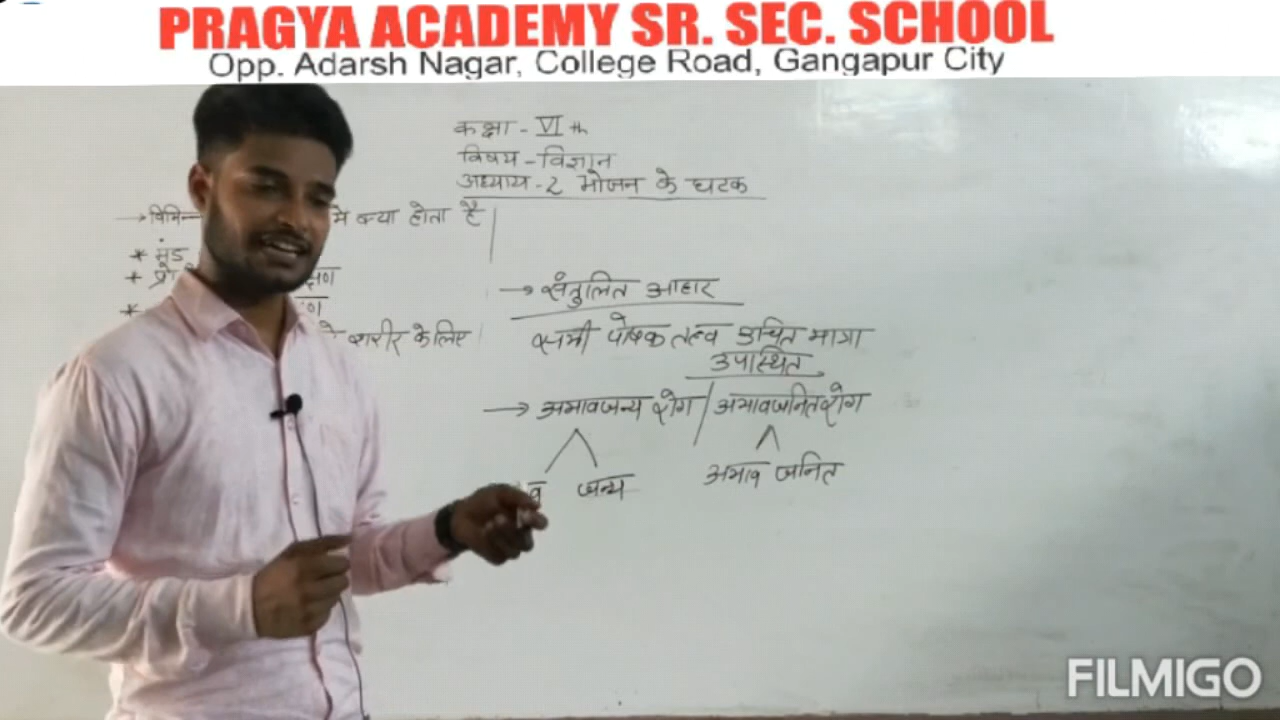 PRAGYA ACADEMY SR. SEC. SCHOOL
Opp. Adarsh Nagar, College Road, Gangapur City
कक्षा - VI th
विषय - विज्ञान
अध्याय - 2 भोजन के घटक
→ में क्या होता है
* मूंड
+
*
शरीर के लिए
→ संतुलित आहार
सभी पोषक तत्व उचित मात्रा
उपस्थित
→ अभावजन्य रोग / अभावजनित रोग
जन्य अभाव जनित
FILMIGO